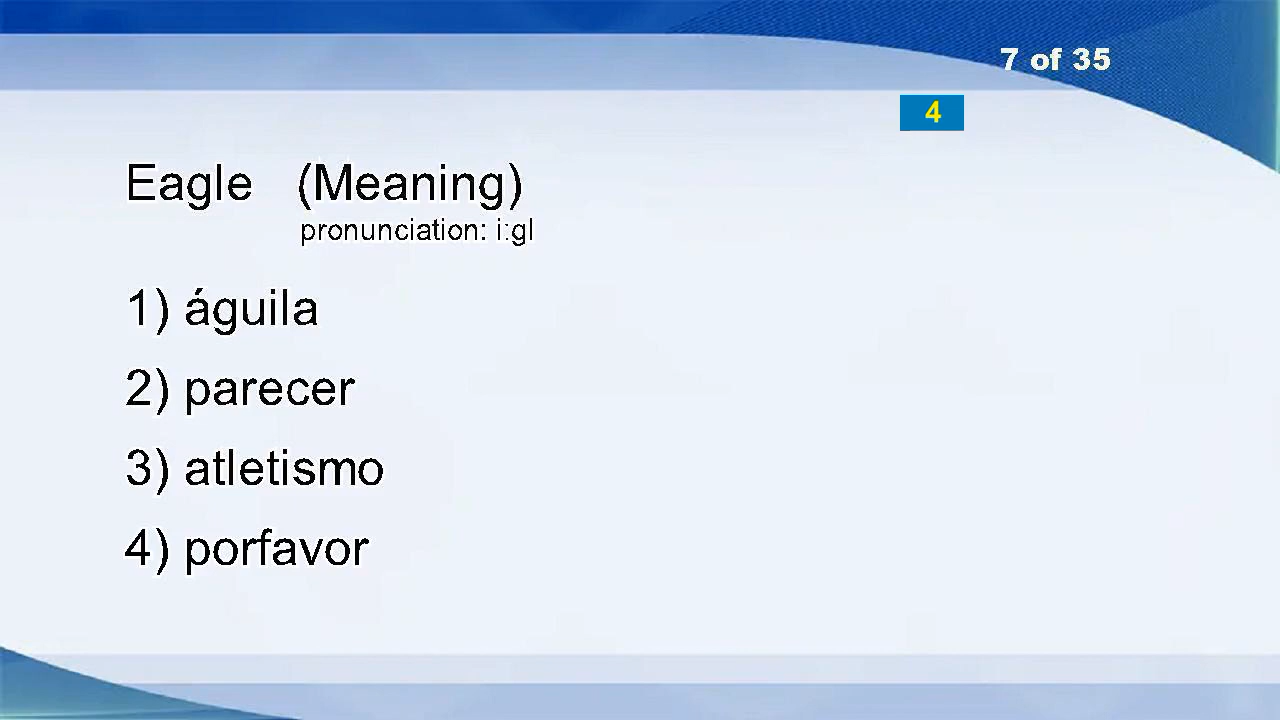 7 of 35
4
Eagle (Meaning)
pronunciation: i:gl
1) águila
2) parecer
3) atletismo
4) porfavor